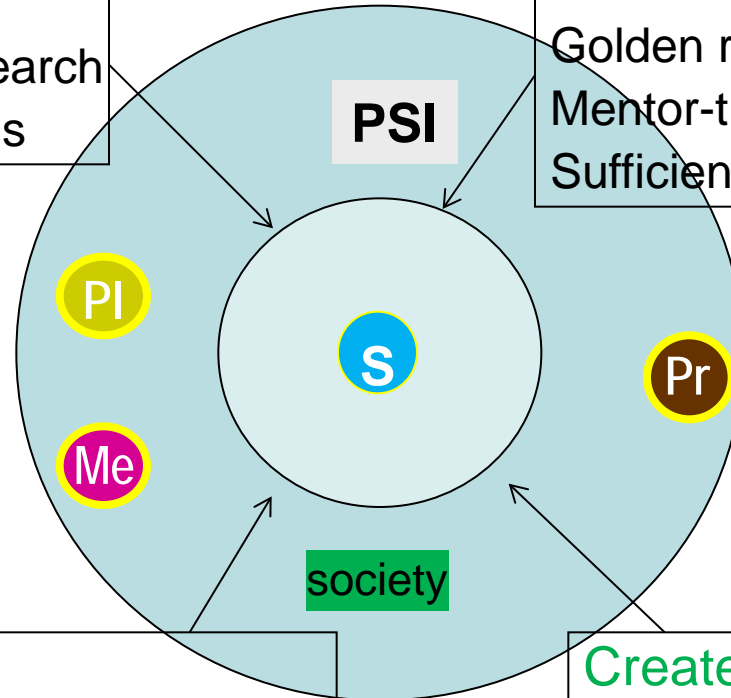 earch
s
Golden r
Mentor-t
Sufficien
PSI
PI
S
Pr
Me
society
Create